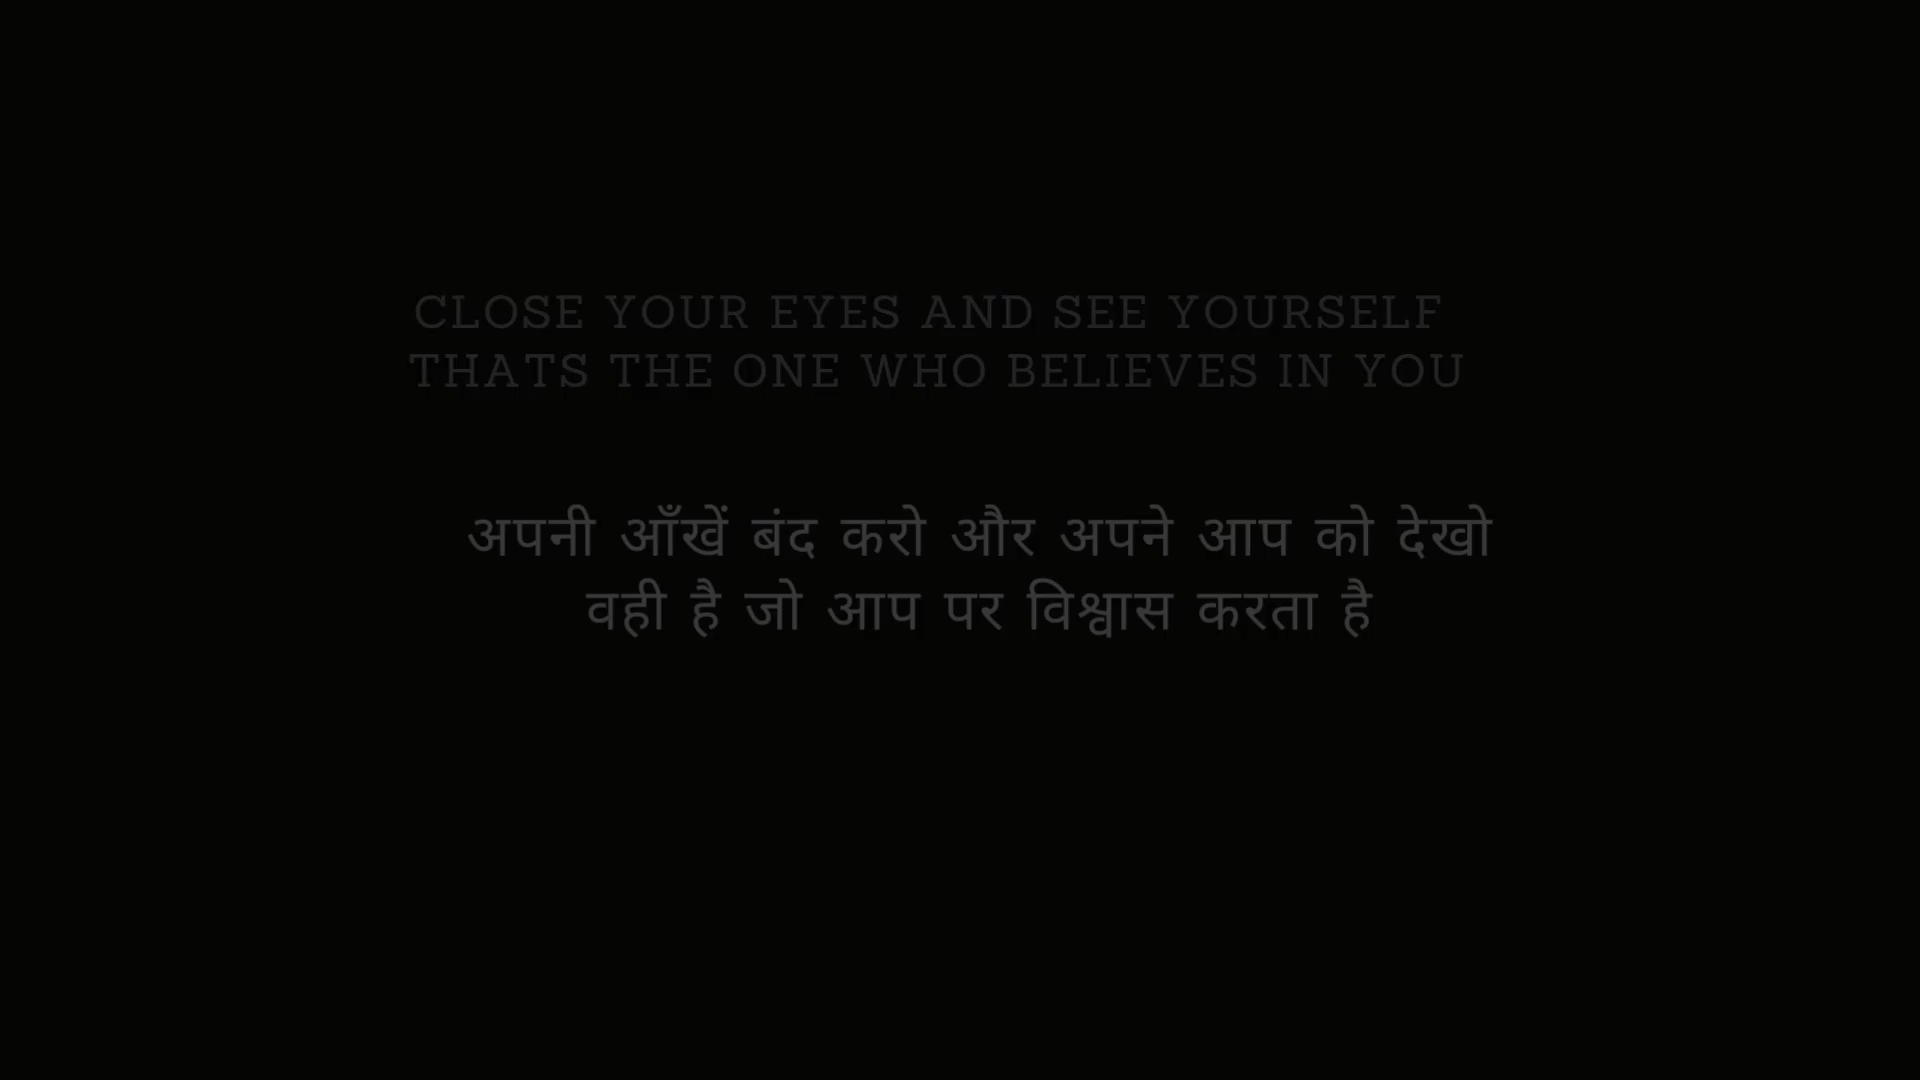 CLOSE YOUR EYES AND SEE YOURSELF
THATS THE ONE WHO BELIEVES IN YOU
अपनी आँखें बंद करो और अपने आप को देखो
वही है जो आप पर विश्वास करता है